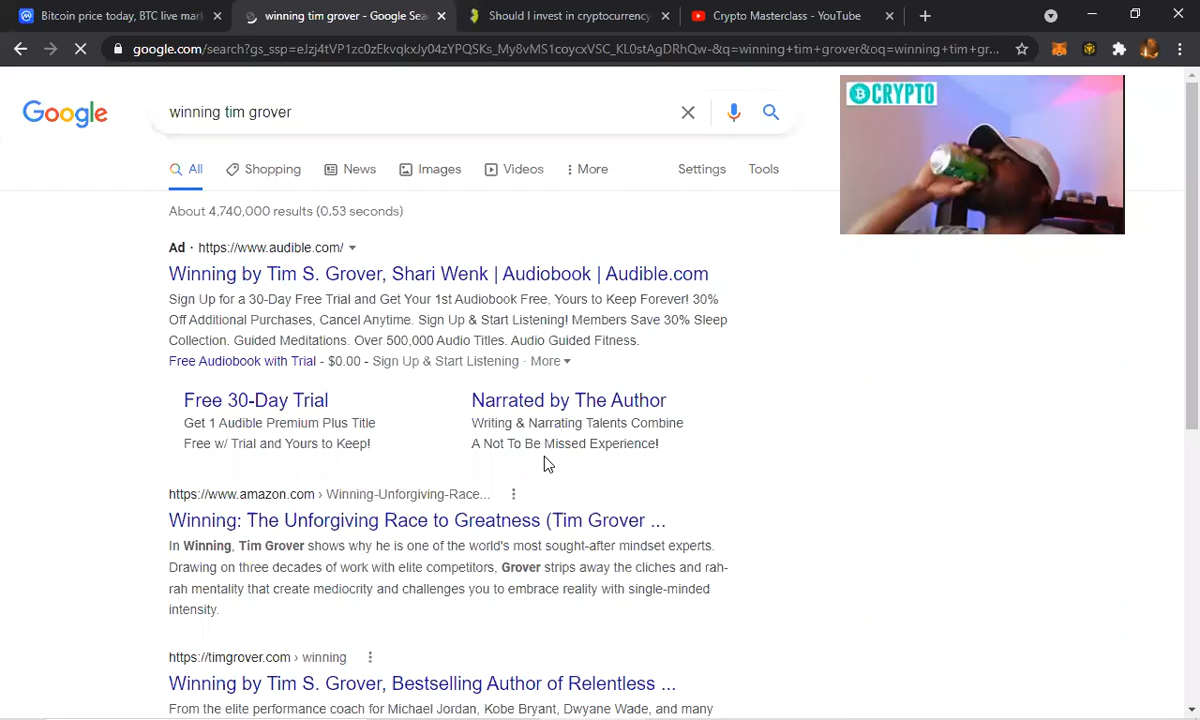 Bitcoin price today, BTC live mar
winning tim grover - Google Sea
Should I invest in cryptocurrency
Crypto Masterclass - YouTube
google.com/search?gs_ssp=eJzj4tVP1zc0zEkvqkxJy04zYPQSKs_My8vMS1coycxVSC_KL0stAgDRhQw-&q=winning+tim+grover&oq=winning+tim+gr...
Google
winning tim grover
All Shopping News Images Videos More Settings Tools
About 4,740,000 results (0.53 seconds)
Ad · https://www.audible.com/
Winning by Tim S. Grover, Shari Wenk | Audiobook | Audible.com
Sign Up for a 30-Day Free Trial and Get Your 1st Audiobook Free, Yours to Keep Forever! 30%
Off Additional Purchases, Cancel Anytime. Sign Up & Start Listening! Members Save 30% Sleep
Collection. Guided Meditations. Over 500,000 Audio Titles. Audio Guided Fitness.
Free Audiobook with Trial - $0.00 - Sign Up & Start Listening · More
Free 30-Day Trial
Get 1 Audible Premium Plus Title
Free w/ Trial and Yours to Keep!
Narrated by The Author
Writing & Narrating Talents Combine
A Not To Be Missed Experience!
https://www.amazon.com › Winning-Unforgiving-Race...
Winning: The Unforgiving Race to Greatness (Tim Grover ...
In Winning, Tim Grover shows why he is one of the world's most sought-after mindset experts.
Drawing on three decades of work with elite competitors, Grover strips away the cliches and rah-
rah mentality that create mediocrity and challenges you to embrace reality with single-minded
intensity.
https://timgrover.com › winning
Winning by Tim S. Grover, Bestselling Author of Relentless ...
From the elite performance coach for Michael Jordan, Kobe Bryant, Dwyane Wade, and many
CRYPTO